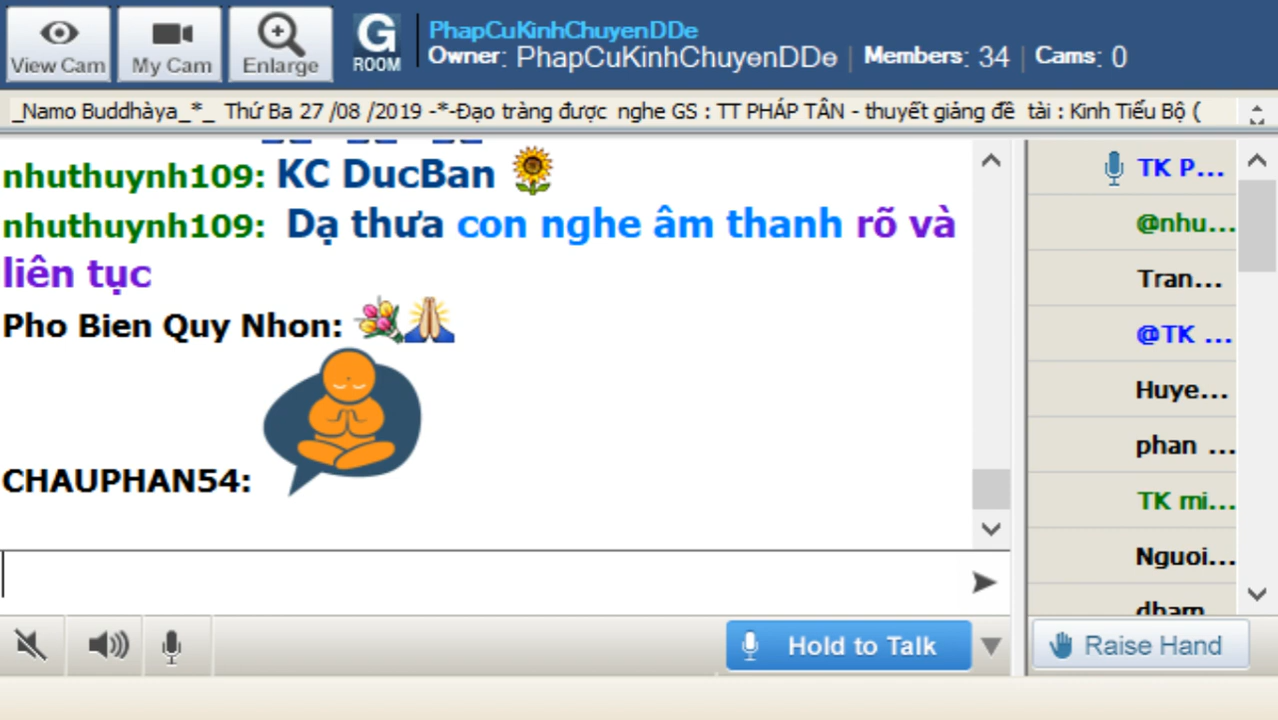 View Cam
My Cam
Enlarge
G
ROOM
PhapCuKinhChuyenDDe
Owner: PhapCuKinhChuyenDDe | Members: 34 | Cams: 0
_Namo Buddhàya_*_ Thứ Ba 27 /08 /2019 -*-Đạo tràng được nghe GS : TT PHÁP TÂN - thuyết giảng đề tài : Kinh Tiểu Bộ (
nhuthuynh109: KC DucBan
nhuthuynh109: Dạ thưa con nghe âm thanh rõ và
liên tục
Pho Bien Quy Nhon:
CHAUPHAN54:
TK P...
@nhu...
Tran...
@TK ...
Huye...
phan ...
TK mi...
Nguoi...
dham
Hold to Talk
Raise Hand